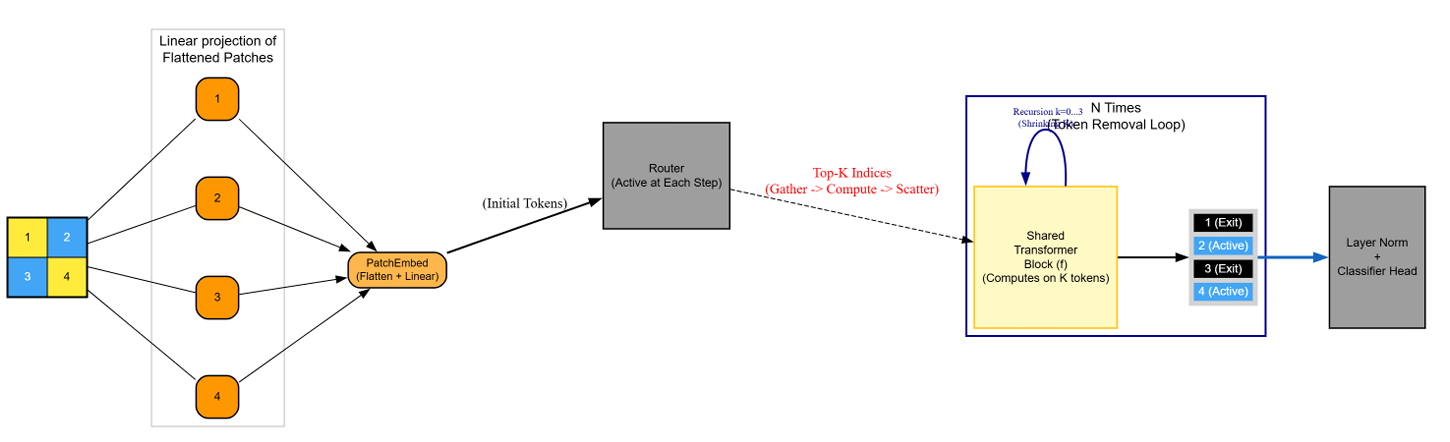 1 2
3 4
Linear projection of
Flattened Patches
1
2
3
4
PatchEmbed
(Flatten + Linear)
(Initial Tokens)
Router
(Active at Each Step)
Top-K Indices
(Gather -> Compute -> Scatter)
N Times
(Token Removal Loop)
Recursion k=0...3
Shared
Transformer
Block (f)
(Computes on K tokens)
1 (Exit)
2 (Active)
3 (Exit)
4 (Active)
Layer Norm
+
Classifier Head